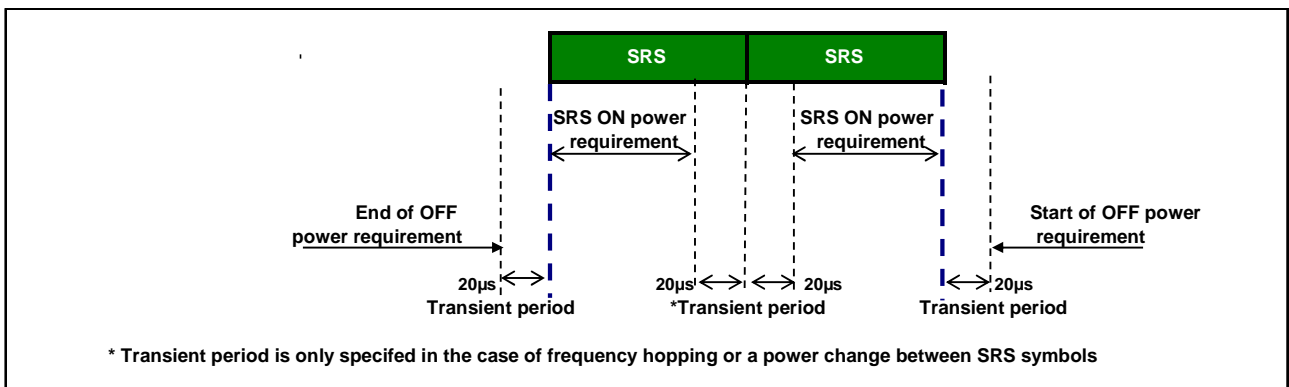 SRS SRS
SRS ON power requirement
SRS ON power requirement
End of OFF power requirement
Start of OFF power requirement
20µs
Transient period
20µs 20µs
*Transient period
20µs
Transient period
* Transient period is only specifed in the case of frequency hopping or a power change between SRS symbols